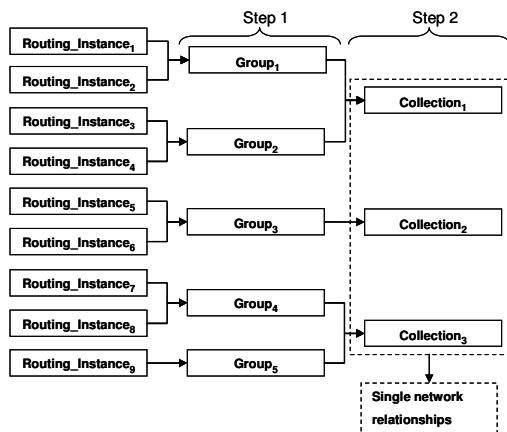 Step 1
Step 2
Routing_Instance₁
Routing_Instance₂
Group₁
Collection₁
Routing_Instance₃
Routing_Instance₄
Group₂
Routing_Instance₅
Routing_Instance₆
Group₃
Collection₂
Routing_Instance₇
Routing_Instance₈
Group₄
Collection₃
Routing_Instance₉
Group₅
Single network
relationships